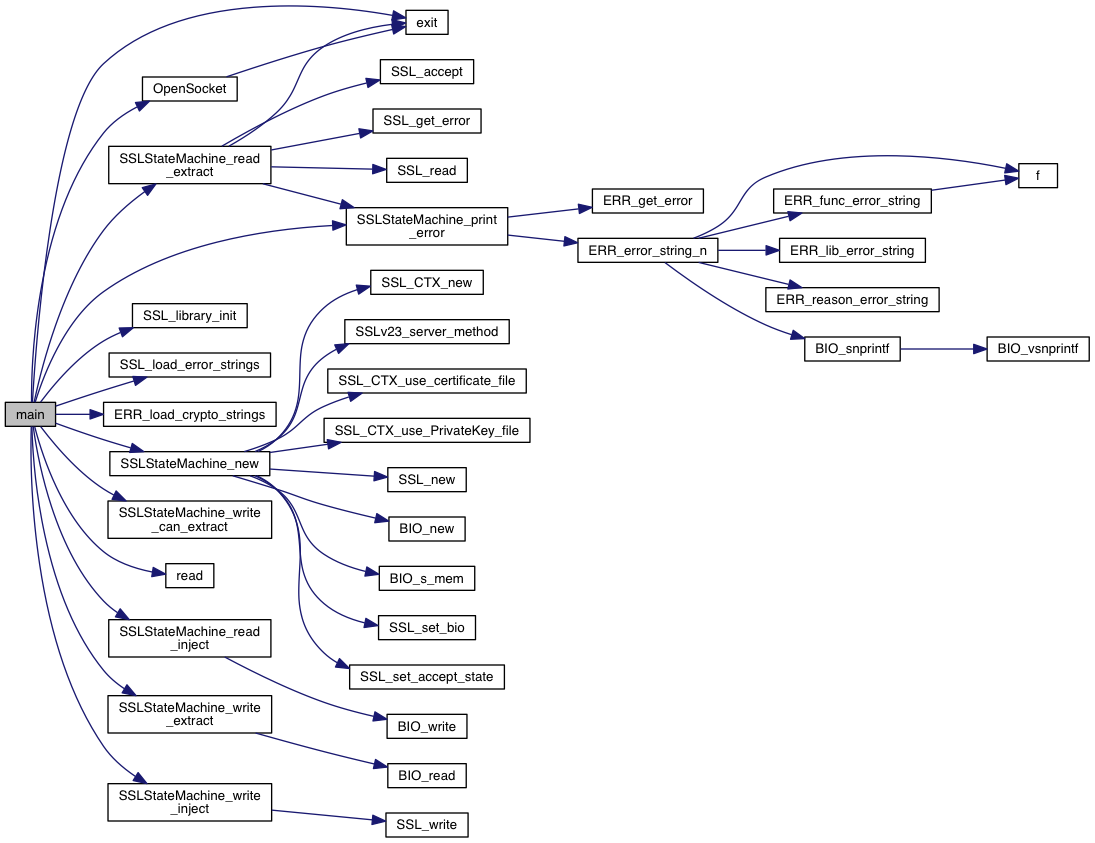 exit
OpenSocket
SSL_accept
SSL_get_error
SSLStateMachine_read
_extract
SSL_read
f
ERR_get_error
ERR_func_error_string
SSLStateMachine_print
_error
ERR_error_string_n
ERR_lib_error_string
SSL_CTX_new
ERR_reason_error_string
SSL_library_init
SSLv23_server_method
BIO_snprintf
BIO_vsnprintf
SSL_load_error_strings
SSL_CTX_use_certificate_file
main
ERR_load_crypto_strings
SSL_CTX_use_PrivateKey_file
SSLStateMachine_new
SSL_new
SSLStateMachine_write
_can_extract
BIO_new
read
BIO_s_mem
SSLStateMachine_read
_inject
SSL_set_bio
SSL_set_accept_state
SSLStateMachine_write
_extract
BIO_write
BIO_read
SSLStateMachine_write
_inject
SSL_write